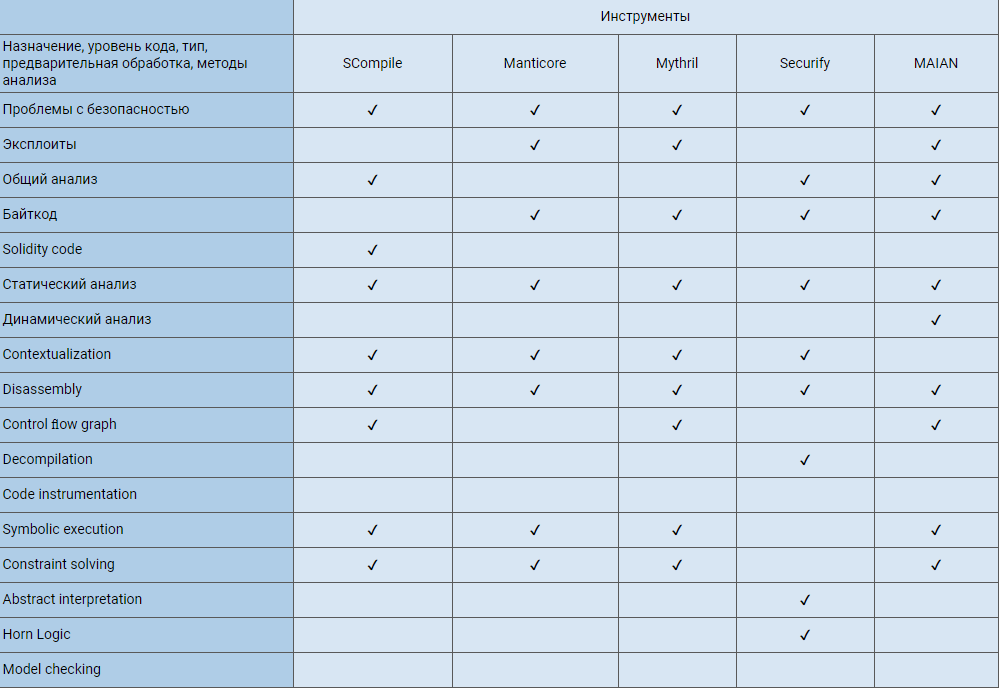 Инструменты
Назначение, уровень кода, тип,
предварительная обработка, методы
анализа
SCompile
Manticore
Mythril
Securify
MAIAN
Проблемы с безопасностью ✓ ✓ ✓ ✓ ✓
Эксплоиты ✓ ✓ ✓
Общий анализ ✓ ✓ ✓
Байткод ✓ ✓ ✓ ✓
Solidity code ✓
Статический анализ ✓ ✓ ✓ ✓ ✓
Динамический анализ ✓
Contextualization ✓ ✓ ✓ ✓
Disassembly ✓ ✓ ✓ ✓ ✓
Control flow graph ✓ ✓ ✓
Decompilation ✓
Code instrumentation
Symbolic execution ✓ ✓ ✓ ✓
Constraint solving ✓ ✓ ✓ ✓
Abstract interpretation ✓
Horn Logic ✓
Model checking